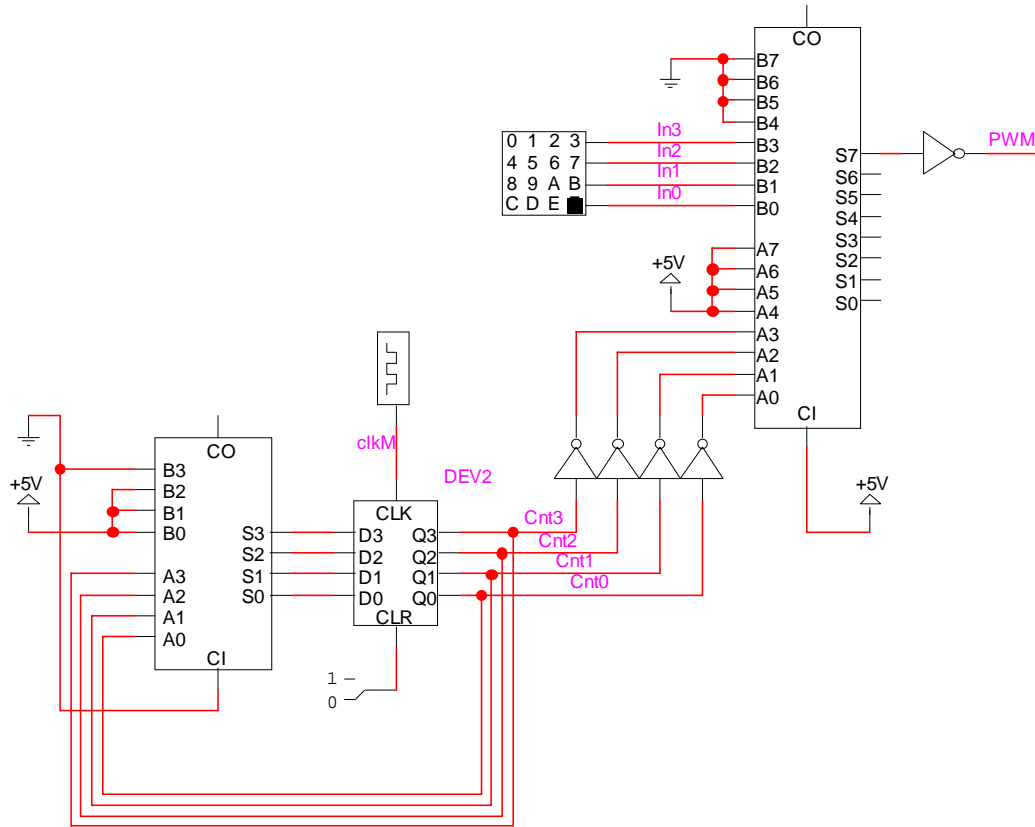 CO
B7
B6
B5
B4
B3
B2
B1
B0
A7
A6
A5
A4
A3
A2
A1
A0
S7
S6
S5
S4
S3
S2
S1
S0
CI
PWM
In3
In2
In1
In0
0 1 2 3
4 5 6 7
8 9 A B
C D E
+5V
+5V
clkM
DEV2
CLK
D3
D2
D1
D0
Q3
Q2
Q1
Q0
CLR
Cnt3
Cnt2
Cnt1
Cnt0
1
0
+5V
CO
B3
B2
B1
B0
A3
A2
A1
A0
S3
S2
S1
S0
CI